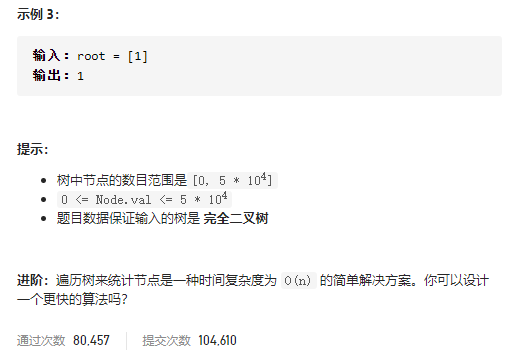 示例 3：
输入：root = [1]
输出：1
提示：
树中节点的数目范围是 [0, 5 * 10⁴]
0 <= Node.val <= 5 * 10⁴
题目数据保证输入的树是 完全二叉树
进阶：遍历树来统计节点是一种时间复杂度为 O(n) 的简单解决方案。你可以设计
一个更快的算法吗？
通过次数 80,457 提交次数 104,610